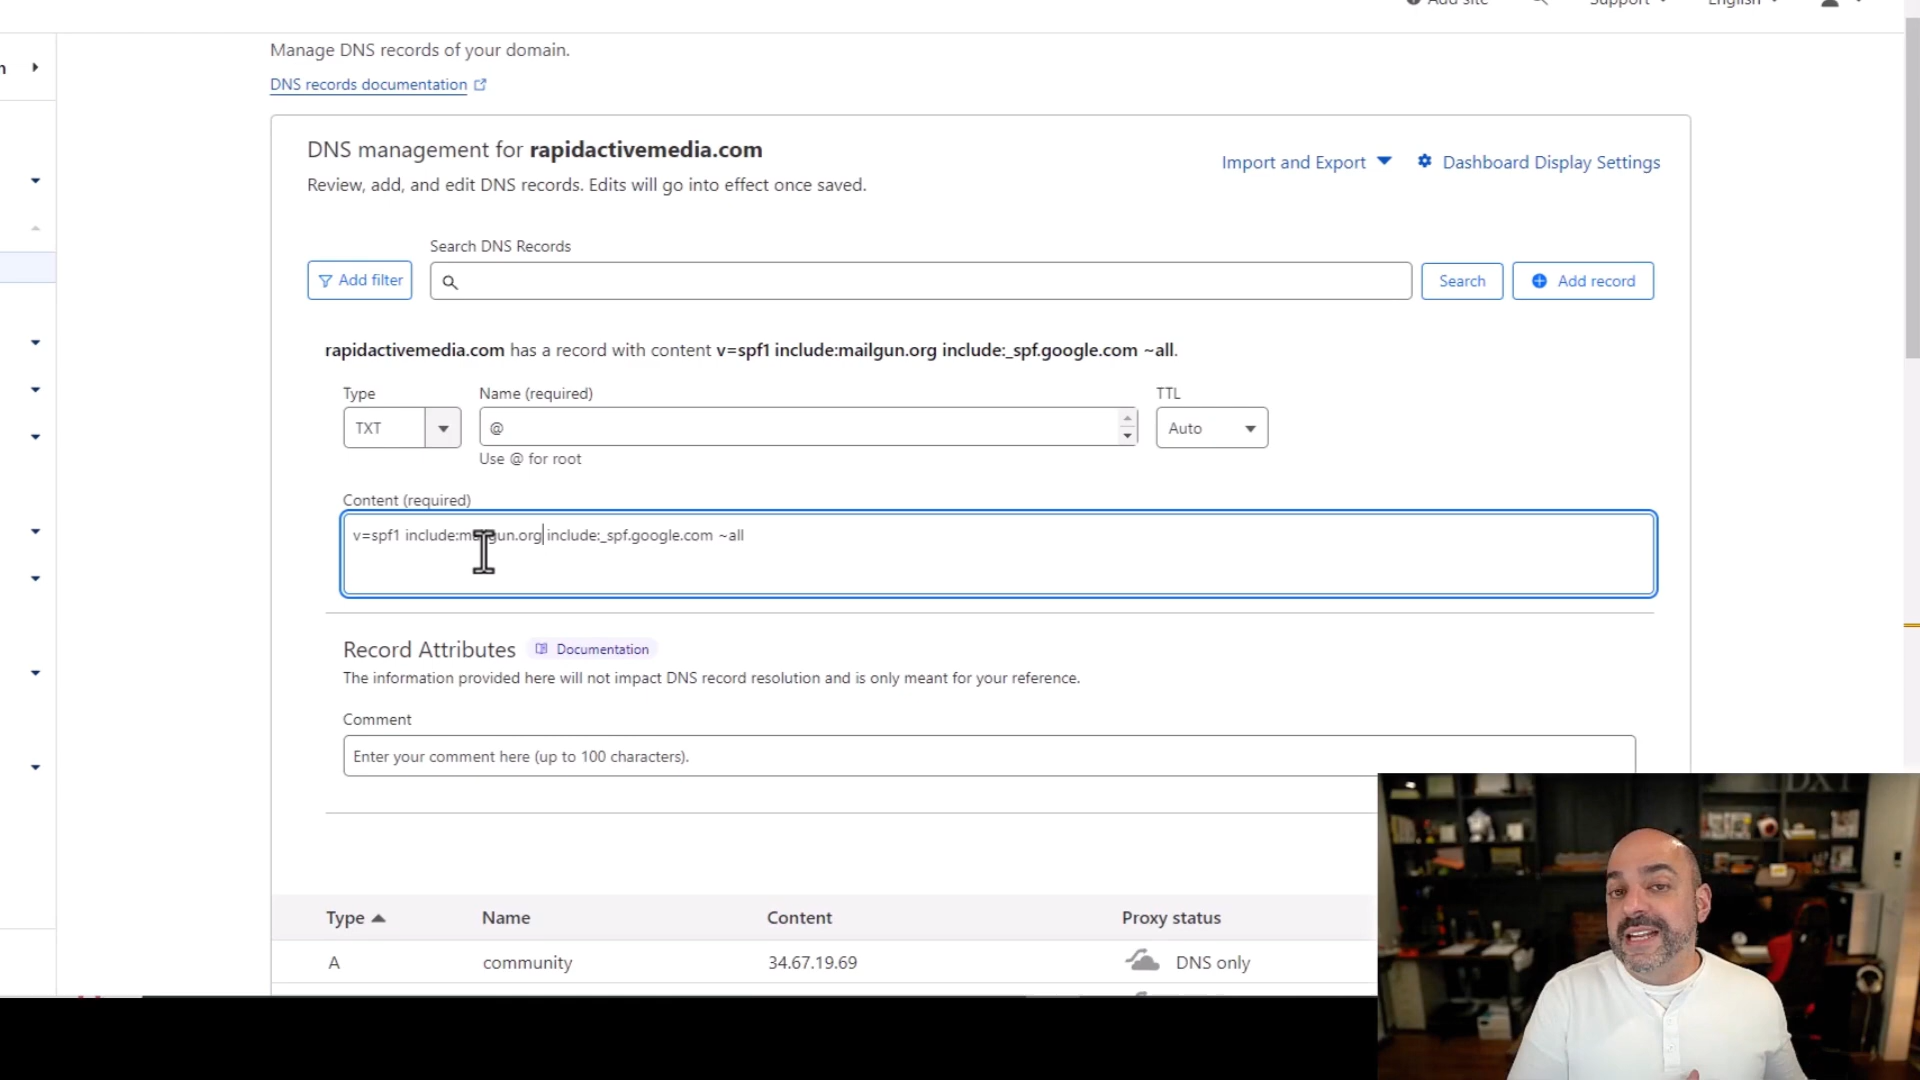 Add site
Support
English
Manage DNS records of your domain.
DNS records documentation
DNS management for rapidactivemedia.com
Import and Export
Dashboard Display Settings
Review, add, and edit DNS records. Edits will go into effect once saved.
Search DNS Records
Add filter
Search
Add record
rapidactivemedia.com has a record with content v=spf1 include:mailgun.org include:_spf.google.com ~all.
Type
Name (required)
TTL
TXT
@
Auto
Use @ for root
Content (required)
v=spf1 include:mailgun.org include:_spf.google.com ~all
Record Attributes
Documentation
The information provided here will not impact DNS record resolution and is only meant for your reference.
Comment
Enter your comment here (up to 100 characters).
Type
Name
Content
Proxy status
A
community
34.67.19.69
DNS only